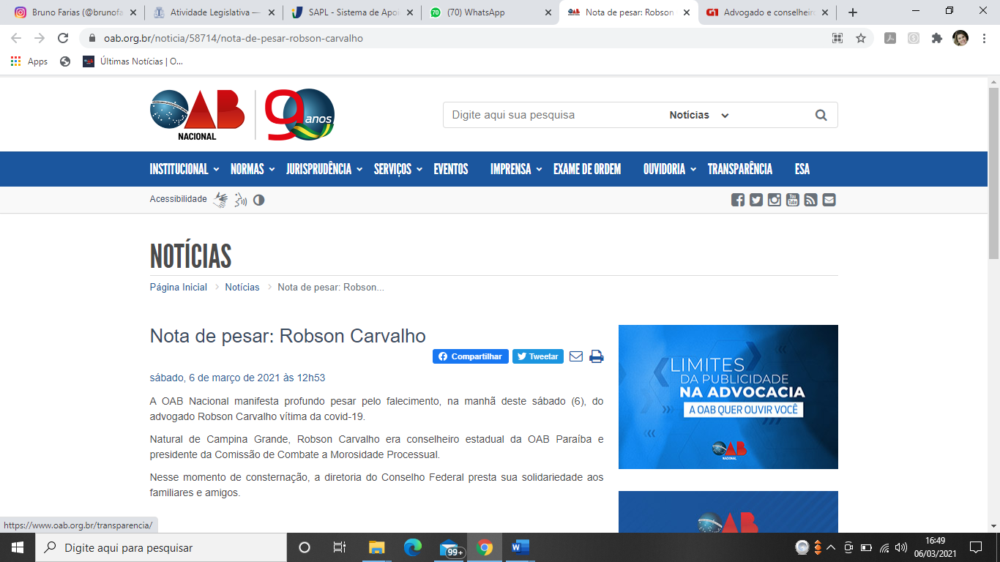 Bruno Farias (@brunofa
Atividade Legislativa —
SAPL - Sistema de Apoi
(70) WhatsApp
Nota de pesar: Robson
Advogado e conselheiro
oab.org.br/noticia/58714/nota-de-pesar-robson-carvalho
Apps
Últimas Notícias | O...
OAB
NACIONAL
90 anos
Digite aqui sua pesquisa
Notícias
INSTITUCIONAL NORMAS JURISPRUDÊNCIA SERVIÇOS EVENTOS IMPRENSA EXAME DE ORDEM OUVIDORIA TRANSPARÊNCIA ESA
Acessibilidade
NOTÍCIAS
Página Inicial > Notícias > Nota de pesar: Robson...
Nota de pesar: Robson Carvalho
Compartilhar
Tweetar
sábado, 6 de março de 2021 às 12h53
A OAB Nacional manifesta profundo pesar pelo falecimento, na manhã deste sábado (6), do
advogado Robson Carvalho vítima da covid-19.
Natural de Campina Grande, Robson Carvalho era conselheiro estadual da OAB Paraíba e
presidente da Comissão de Combate a Morosidade Processual.
Nesse momento de consternação, a diretoria do Conselho Federal presta sua solidariedade aos
familiares e amigos.
LIMITES
DA PUBLICIDADE
NA ADVOCACIA
A OAB QUER OUVIR VOCÊ
OAB
NACIONAL
OAB
https://www.oab.org.br/transparencia/
Digite aqui para pesquisar
99+
16:49
06/03/2021